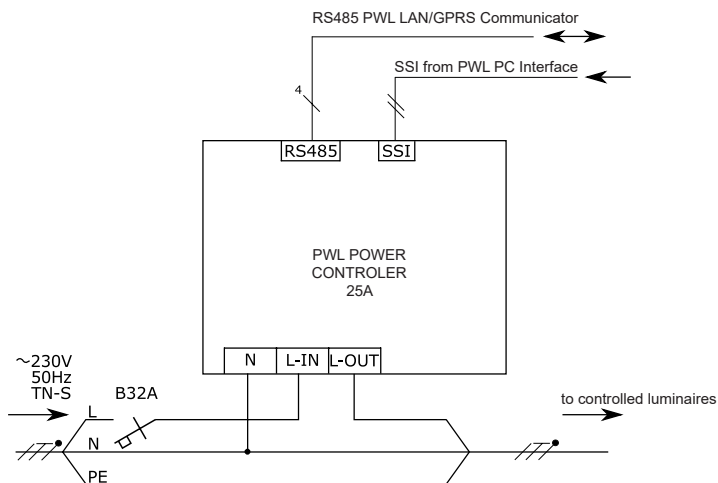 RS485 PWL LAN/GPRS Communicator
SSI from PWL PC Interface
4
RS485
SSI
PWL POWER
CONTROLER
25A
N
L-IN
L-OUT
~230V
50Hz
TN-S
B32A
L
N
PE
to controlled luminaires